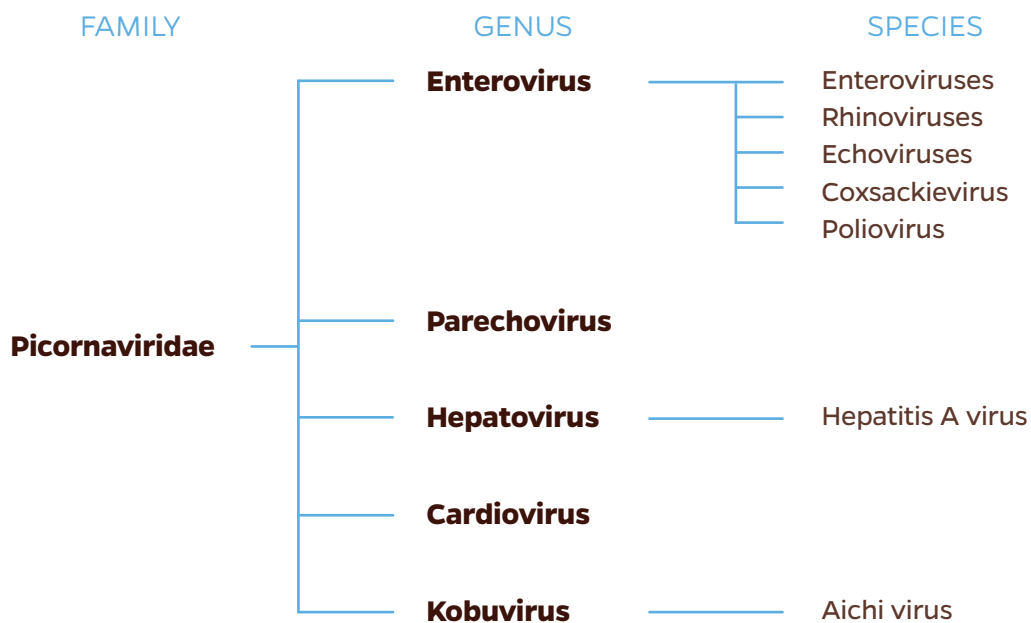 FAMILY GENUS SPECIES
Enterovirus Enteroviruses
Rhinoviruses
Echoviruses
Coxsackievirus
Poliovirus
Parechovirus
Picornaviridae
Hepatovirus Hepatitis A virus
Cardiovirus
Kobuvirus Aichi virus